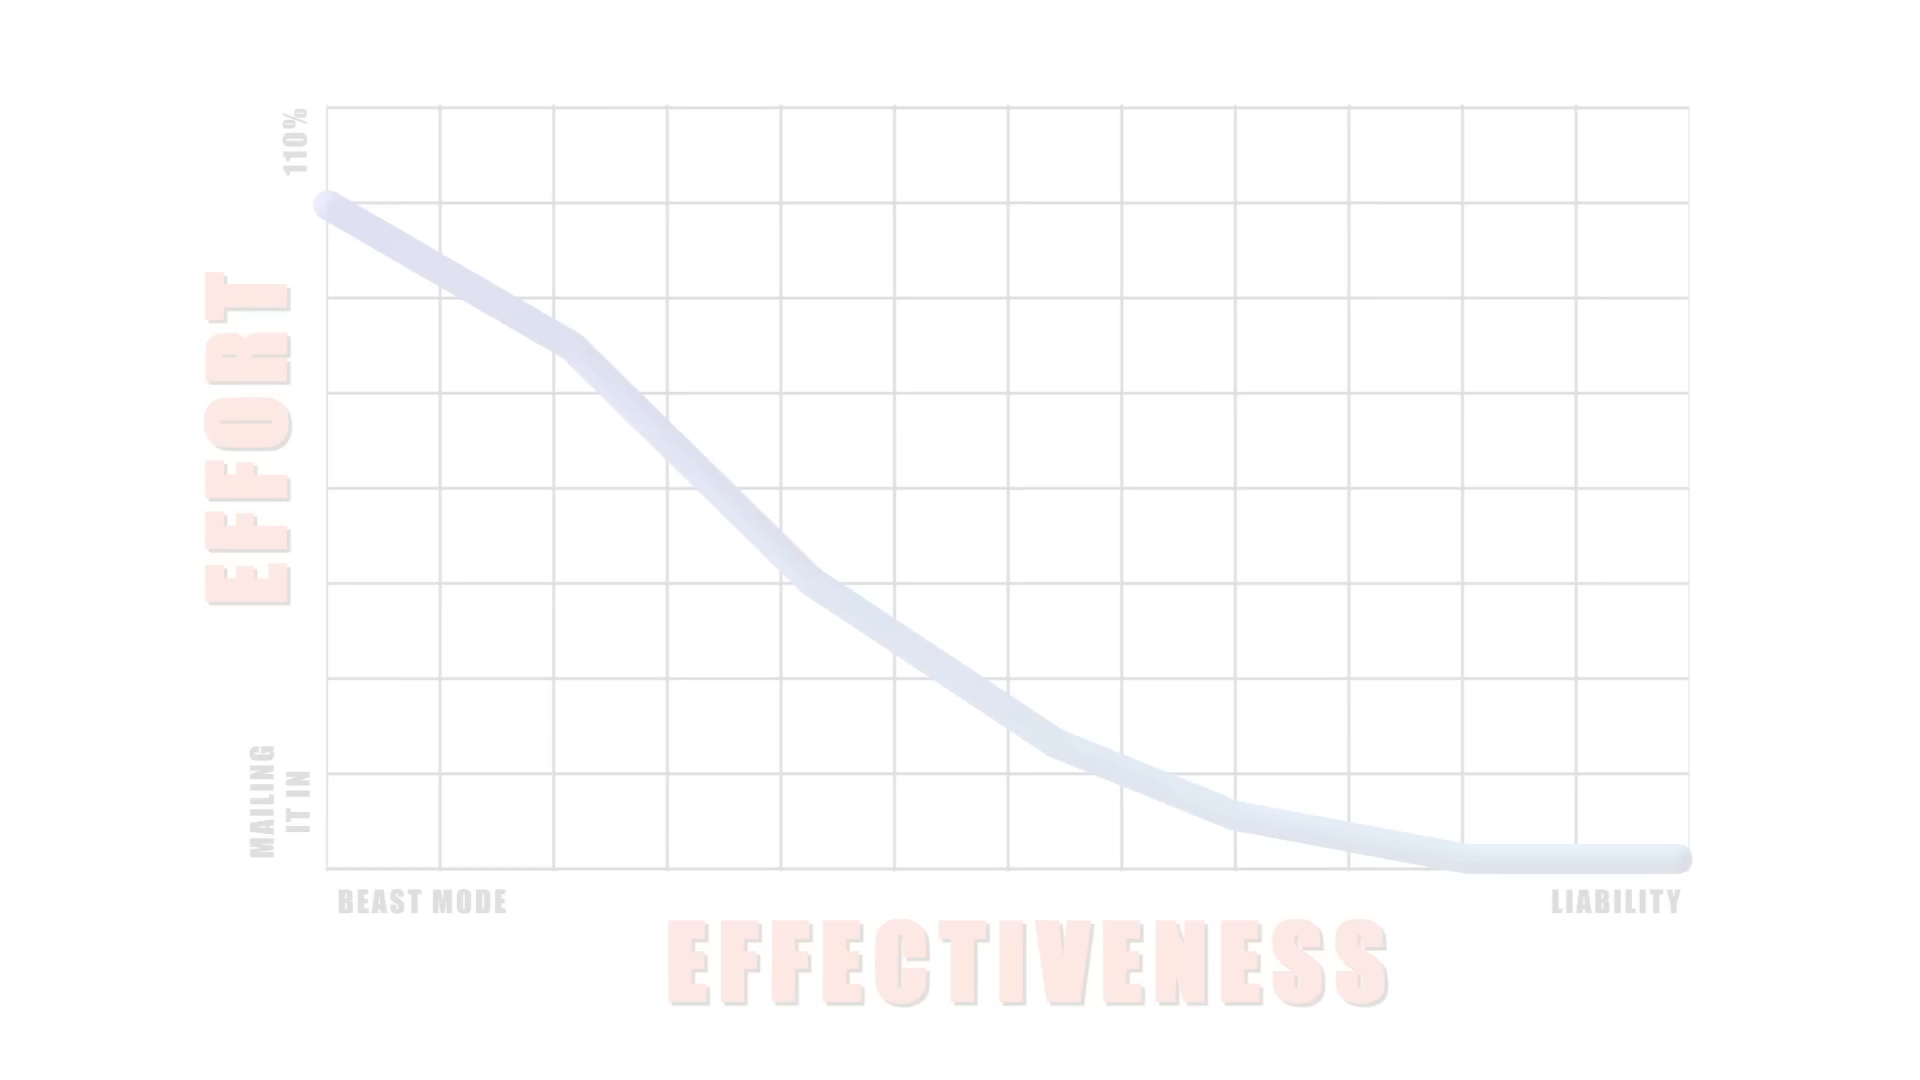 110%
EFFORT
MAILING
IT IN
BEAST MODE
LIABILITY
EFFECTIVENESS